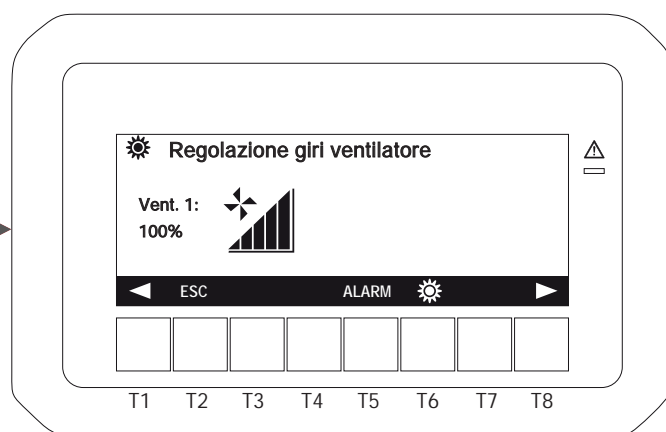 Regolazione giri ventilatore
Vent. 1:
100%
ESC ALARM
T1 T2 T3 T4 T5 T6 T7 T8